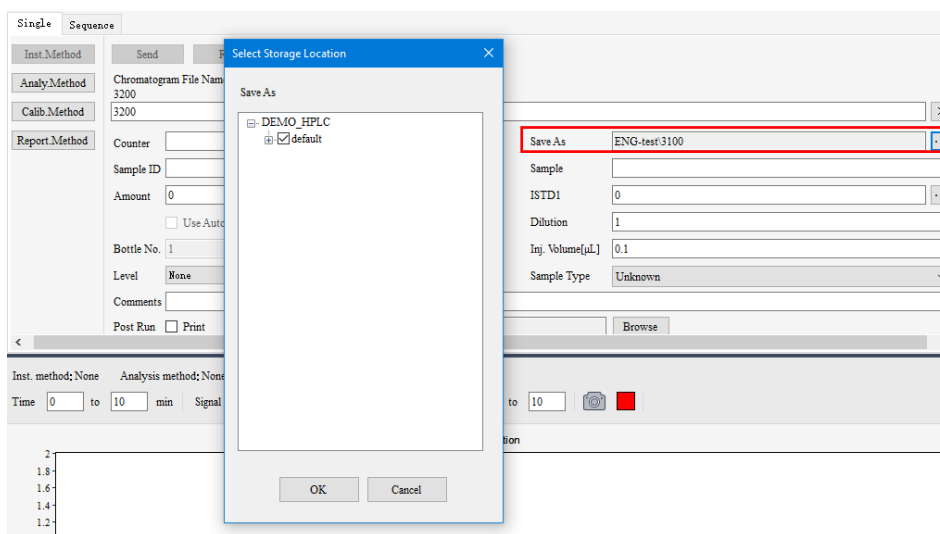 Single Sequence
Inst.Method Send R Select Storage Location
Analy.Method Chromatogram File Nam Save As
3200
Calib.Method 3200 DEMO_HPLC
default
Report.Method Counter Save As ENG-test\3100
Sample ID Sample
Amount 0 ISTD1 0
Use Auto Dilution 1
Bottle No. 1 Inj. Volume[μL] 0.1
Level None Sample Type Unknown
Comments
Post Run Print Browse
Inst. method: None Analysis method: None
Time 0 to 10 min Signal to 10
tion
OK Cancel
2
1.8
1.6
1.4
1.2